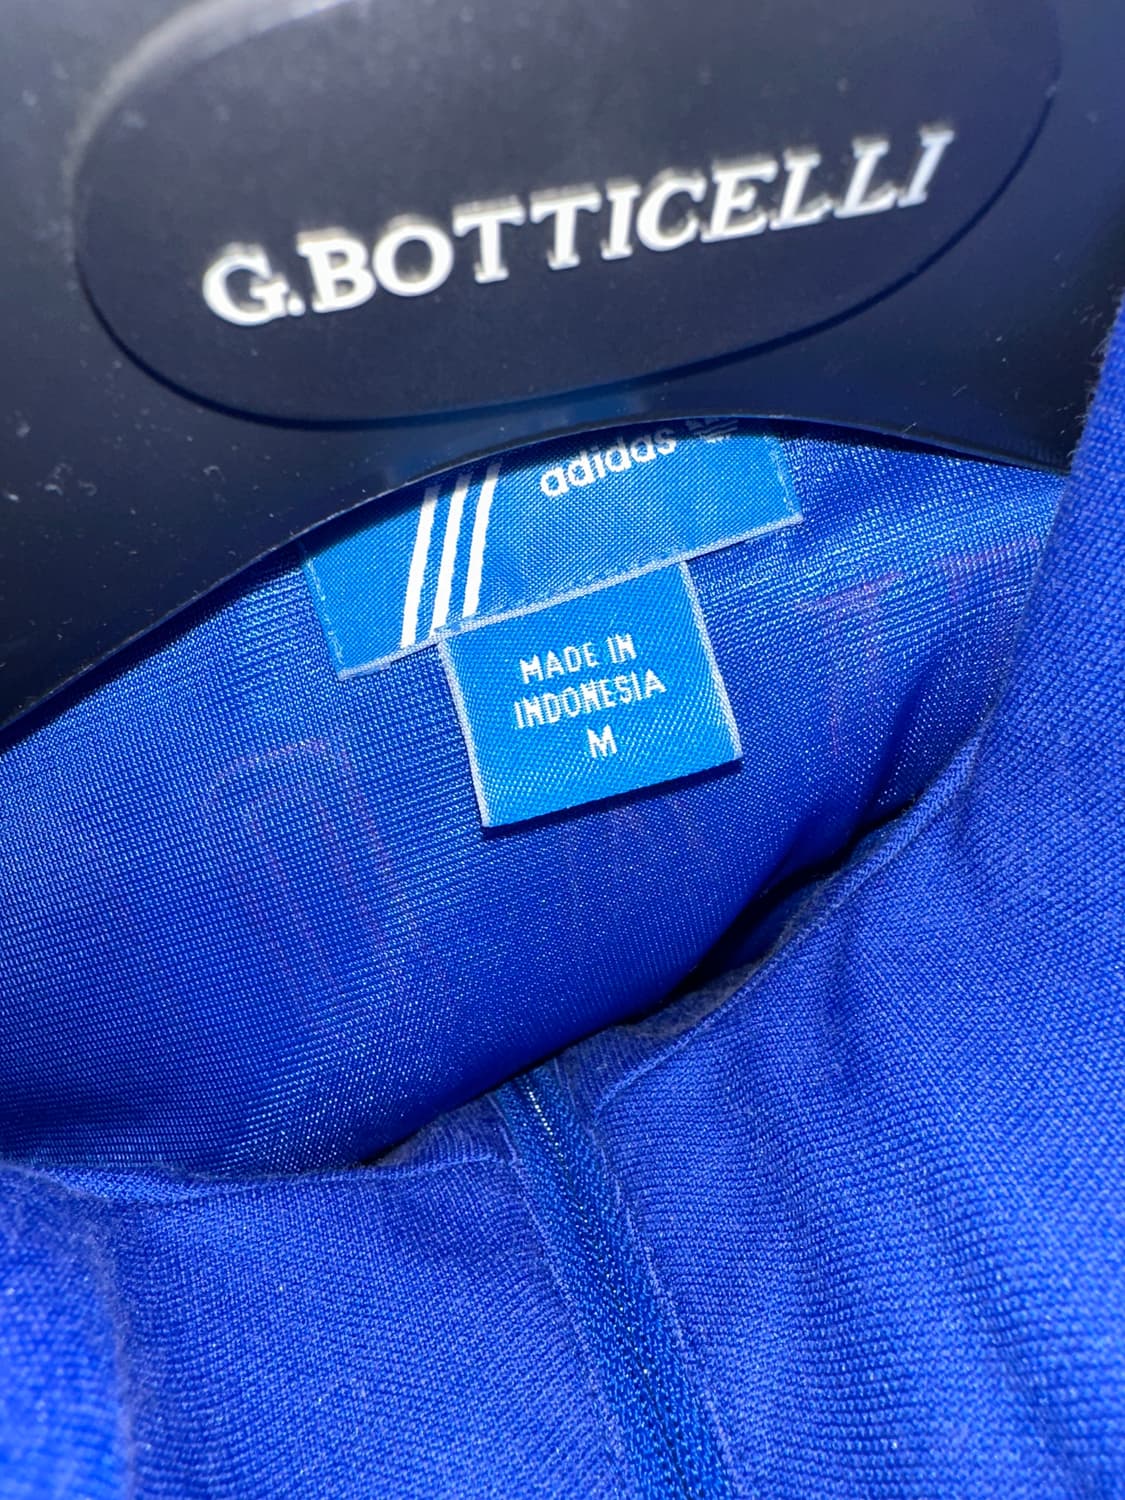 G.BOTTICELLI
adidas
MADE IN
INDONESIA
M